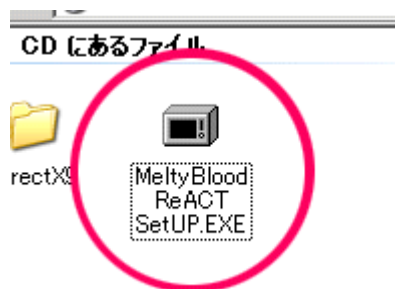 CD にあるファイル
rectX9
MeltyBlood
ReACT
SetUP.EXE